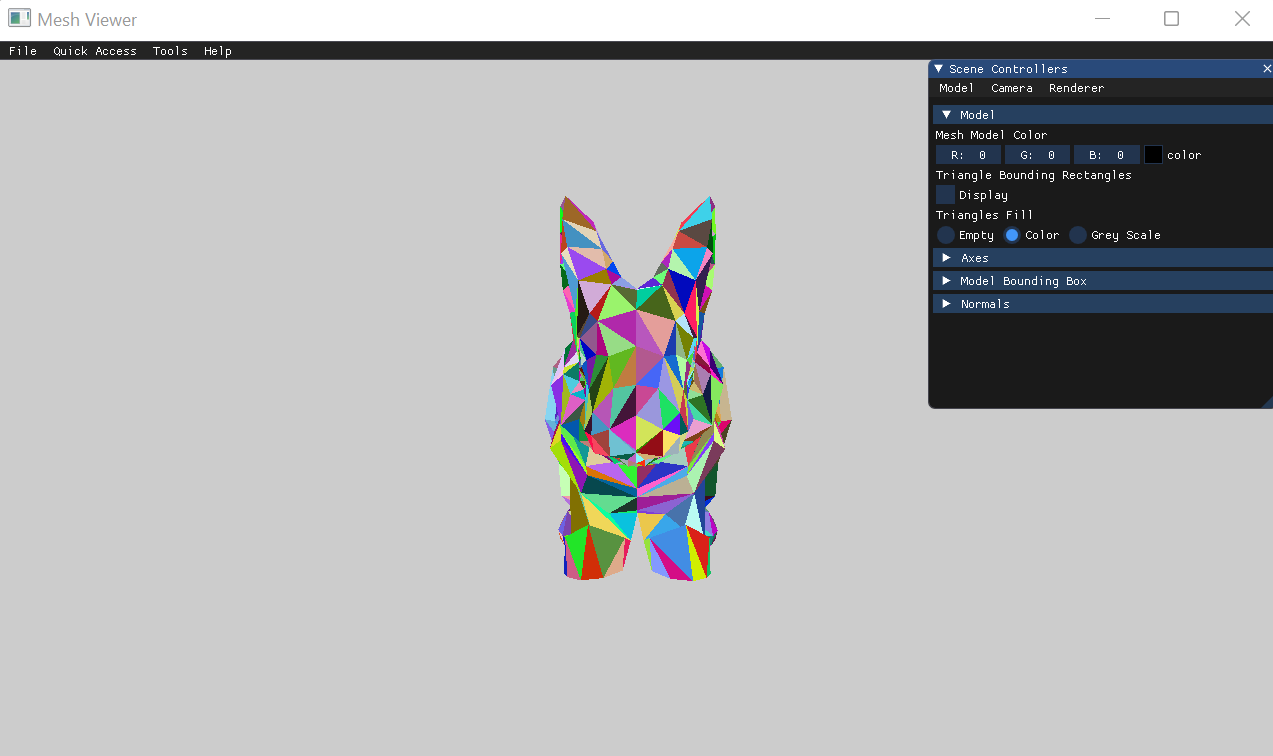 Mesh Viewer
File Quick Access Tools Help
Scene Controllers
Model Camera Renderer
Model
Mesh Model Color
R: 0 G: 0 B: 0 color
Triangle Bounding Rectangles
Display
Triangles Fill
Empty Color Grey Scale
Axes
Model Bounding Box
Normals